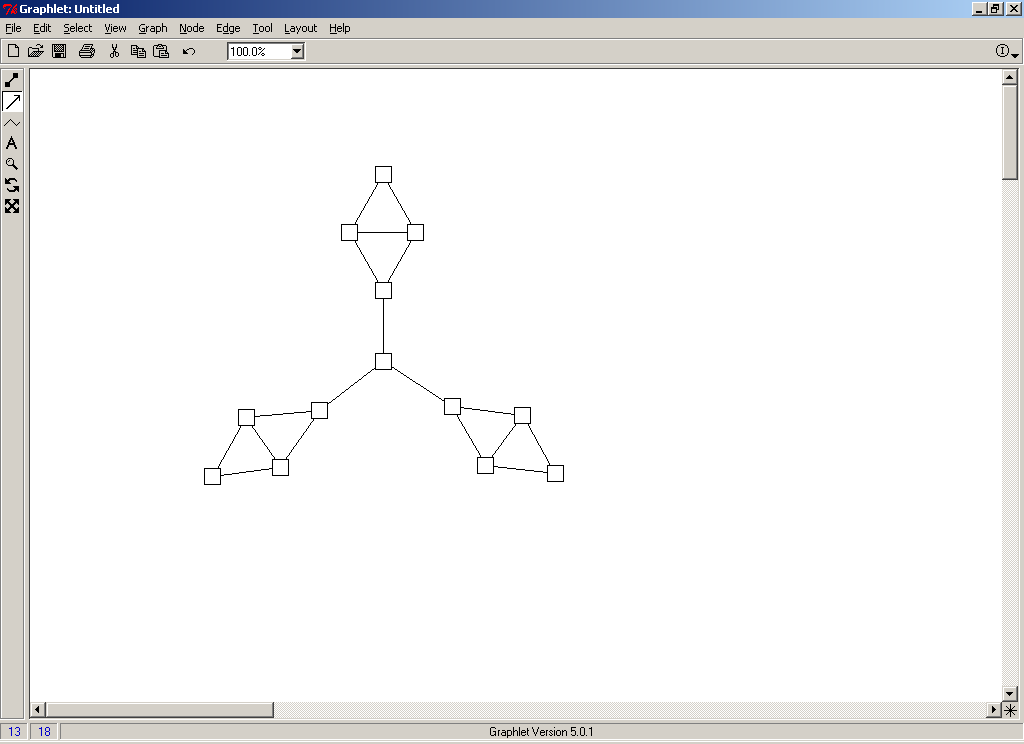 Graphlet: Untitled
File Edit Select View Graph Node Edge Tool Layout Help
100.0%
A
13 18 Graphlet Version 5.0.1